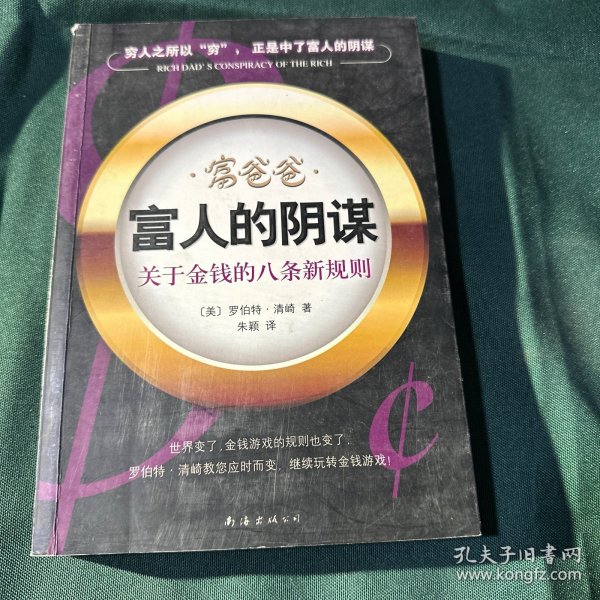 穷人之所以“穷”，正是中了富人的阴谋
RICH DAD'S CONSPIRACY OF THE RICH
·富爸爸·
富人的阴谋
关于金钱的八条新规则
〔美〕罗伯特·清崎 著
朱颖 译
世界变了，金钱游戏的规则也变了，
罗伯特·清崎教您应时而变，继续玩转金钱游戏！
南海出版公司
孔夫子旧书网
www.kongfz.com